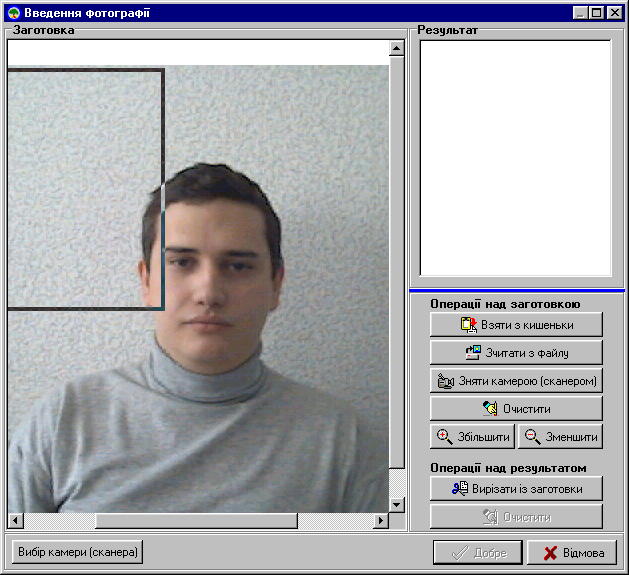 Введення фотографії
Заготовка
Результат
Операції над заготовкою
Взяти з кишеньки
Зчитати з файлу
Зняти камерою (сканером)
Очистити
Збільшити
Зменшити
Операції над результатом
Вирізати із заготовки
Очистити
Вибір камери (сканера)
Добре
Відмова